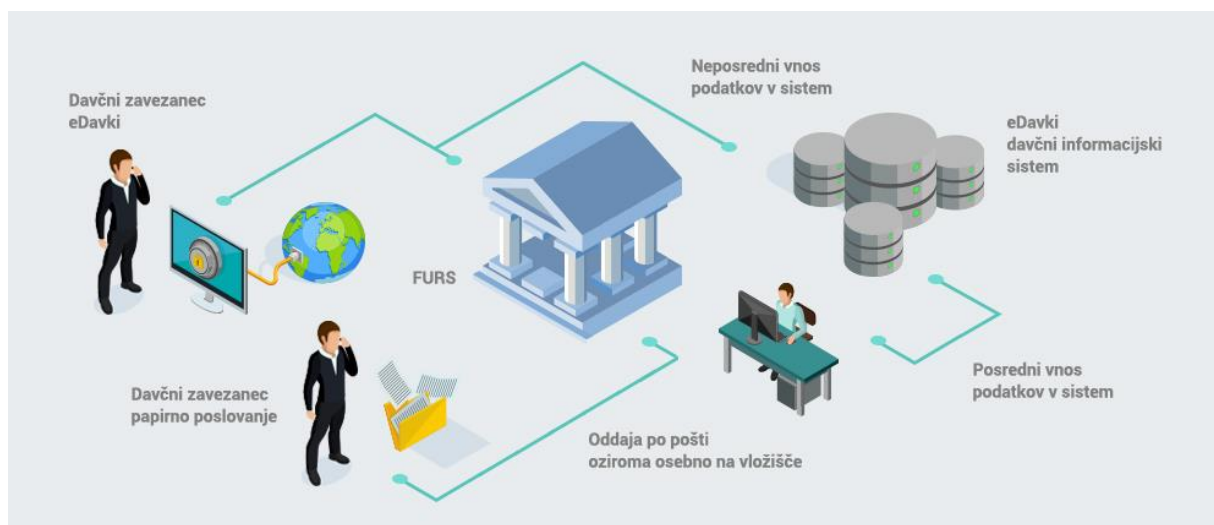 Neposredni vnos
podatkov v sistem
Davčni zavezanec
eDavki
eDavki
davčni informacijski
sistem
FURS
Davčni zavezanec
papirno poslovanje
Posredni vnos
podatkov v sistem
Oddaja po pošti
oziroma osebno na vložišče